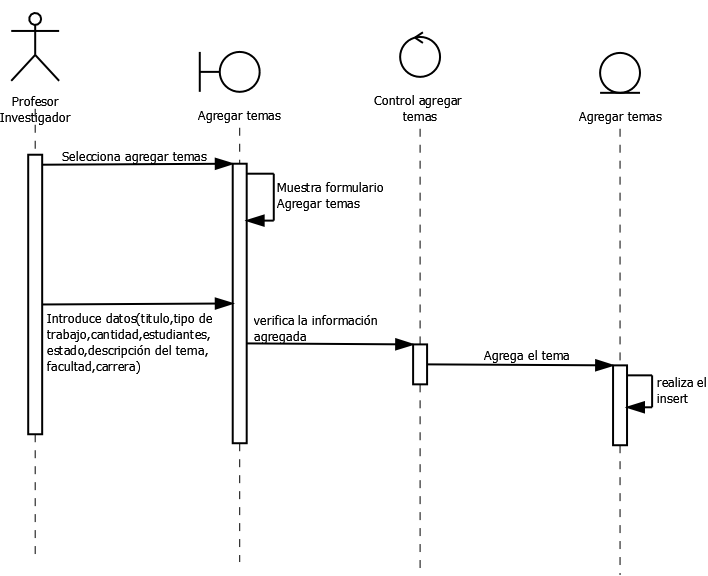 Profesor
Investigador
Agregar temas
Control agregar
temas
Agregar temas
Selecciona agregar temas
Muestra formulario
Agregar temas
Introduce datos(titulo,tipo de
trabajo,cantidad,estudiantes,
estado,descripción del tema,
facultad,carrera)
verifica la información
agregada
Agrega el tema
realiza el
insert